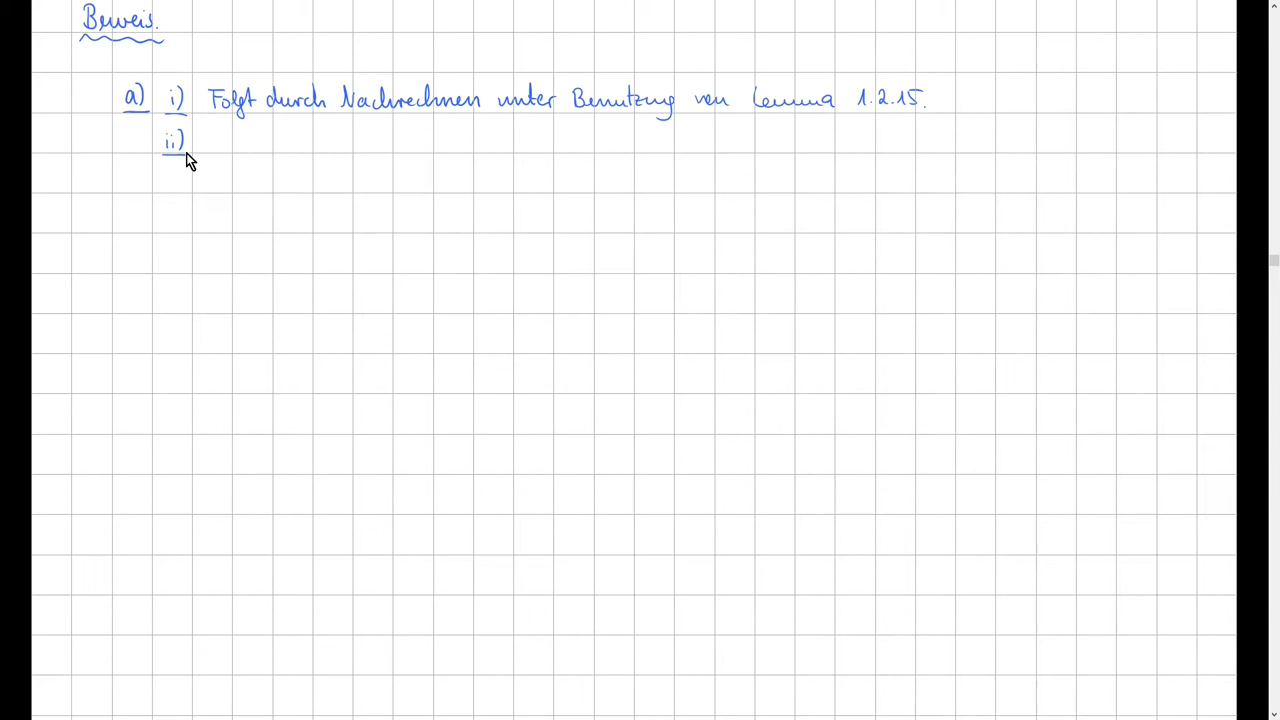 Beweis.
a) i) Folgt durch Nachrechnen unter Benutzung von Lemma 1.2.15.
ii)